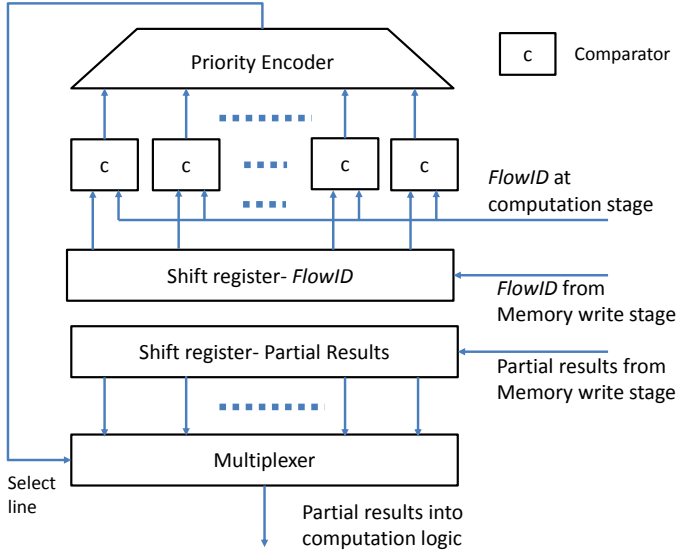 Priority Encoder
C
Comparator
C
C
C
C
FlowID at
computation stage
Shift register- FlowID
FlowID from
Memory write stage
Shift register- Partial Results
Partial results from
Memory write stage
Multiplexer
Select
line
Partial results into
computation logic